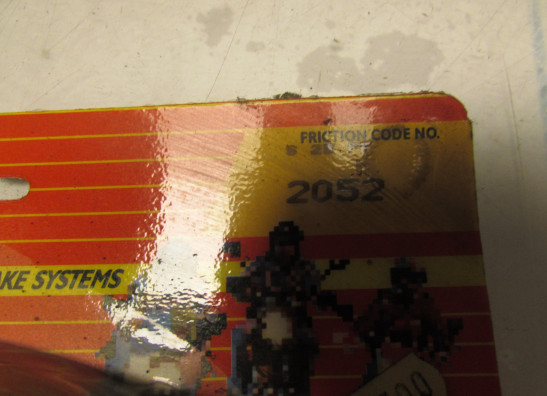 FRICTION CODE NO.
2052
AKE SYSTEMS